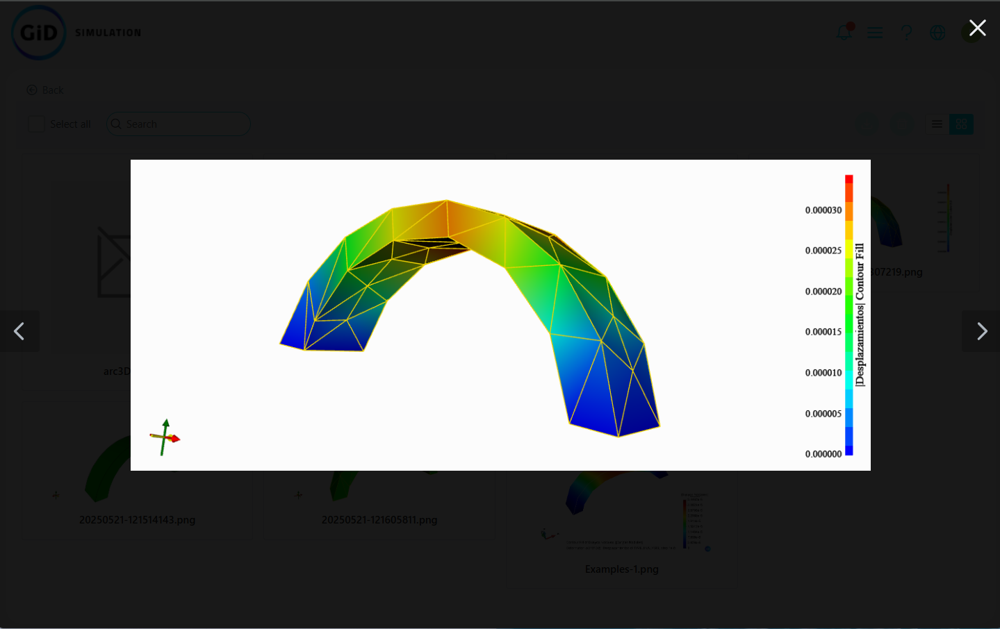 GiD SIMULATION
Back
Select all
Search
0.000030
0.000025
0.000020
0.000015
0.000010
0.000005
0.000000
|Desplazamientos| Contour Fill
307219.png
arc3D
20250521-121514143.png
20250521-121605811.png
Examples-1.png